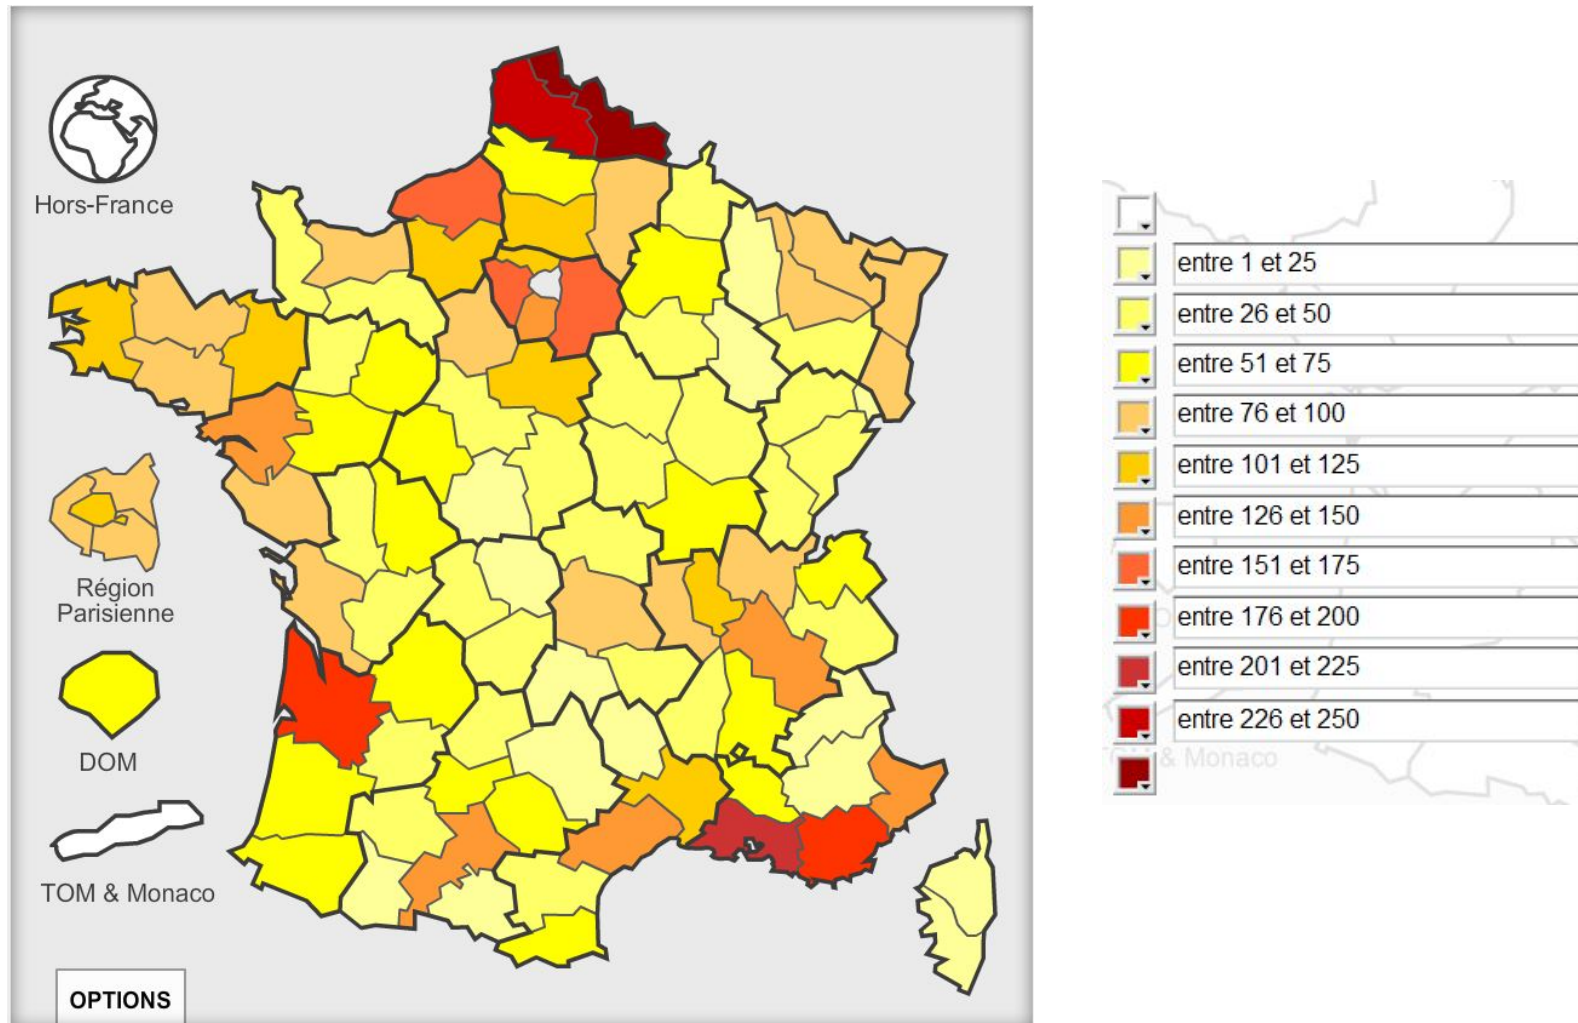 Hors-France
Région
Parisienne
DOM
TOM & Monaco
OPTIONS
entre 1 et 25
entre 26 et 50
entre 51 et 75
entre 76 et 100
entre 101 et 125
entre 126 et 150
entre 151 et 175
entre 176 et 200
entre 201 et 225
entre 226 et 250
& Monaco